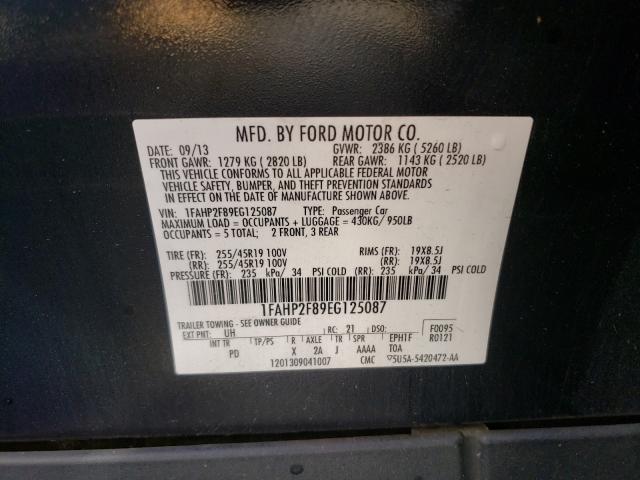 MFD. BY FORD MOTOR CO.
DATE: 09/13 GVWR: 2386 KG ( 5260 LB)
FRONT GAWR: 1279 KG ( 2820 LB) REAR GAWR: 1143 KG ( 2520 LB)
THIS VEHICLE CONFORMS TO ALL APPLICABLE FEDERAL MOTOR
VEHICLE SAFETY, BUMPER, AND THEFT PREVENTION STANDARDS
IN EFFECT ON THE DATE OF MANUFACTURE SHOWN ABOVE.
VIN: 1FAHP2F89EG125087 TYPE: Passenger Car
MAXIMUM LOAD = OCCUPANTS + LUGGAGE = 430KG/ 950LB
OCCUPANTS = 5 TOTAL; 2 FRONT, 3 REAR
TIRE (FR): 255/45R19 100V RIMS (FR): 19X8.5J
(RR): 255/45R19 100V (RR): 19X8.5J
PRESSURE (FR): 235 kPa/ 34 PSI COLD (RR): 235 kPa/ 34 PSI COLD
1FAHP2F89EG125087
TRAILER TOWING - SEE OWNER GUIDE
EXT PNT: UH RC: 21 DSO: F0095
INT TR TP/PS R AXLE TR SPR EPH1F R0121
PD X 2A J AAAA TOA
1201309041007 CMC ▽5U5A-5420472-AA